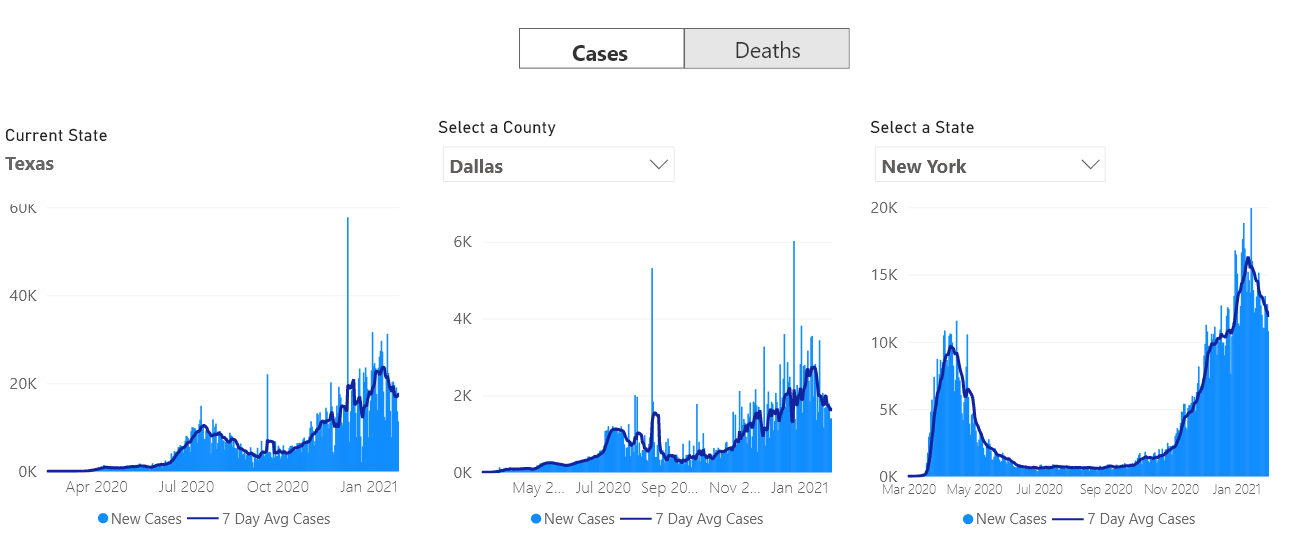 Cases
Deaths
Current State
Texas
60K
40K
20K
0K
Apr 2020 Jul 2020 Oct 2020 Jan 2021
New Cases 7 Day Avg Cases
Select a County
Dallas
6K
4K
2K
0K
May 2... Jul 2020 Sep 20... Nov 2... Jan 2021
New Cases 7 Day Avg Cases
Select a State
New York
20K
15K
10K
5K
0K
Mar 2020 May 2020 Jul 2020 Sep 2020 Nov 2020 Jan 2021
New Cases 7 Day Avg Cases